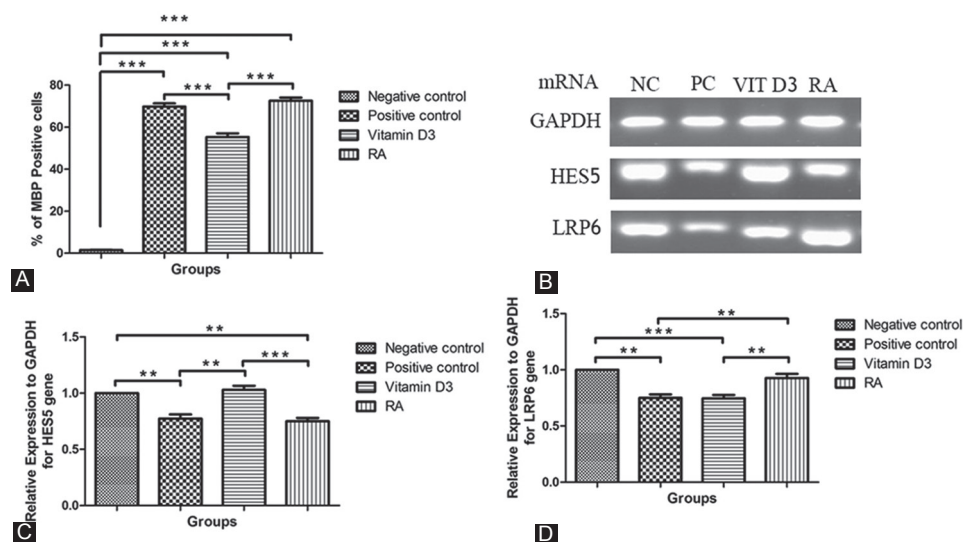 ***
***
*** *** ***
80
60
40
20
0
% of MBP Positive cells
Groups
Negative control
Positive control
Vitamin D3
RA
A
mRNA NC PC VIT D3 RA
GAPDH
HES5
LRP6
B
1.5
1.0
0.5
0.0
Relative Expression to GAPDH
for HES5 gene
**
** ** ***
Groups
Negative control
Positive control
Vitamin D3
RA
C
1.5
1.0
0.5
0.0
Relative Expression to GAPDH
for LRP6 gene
**
***
** **
Groups
Negative control
Positive control
Vitamin D3
RA
D